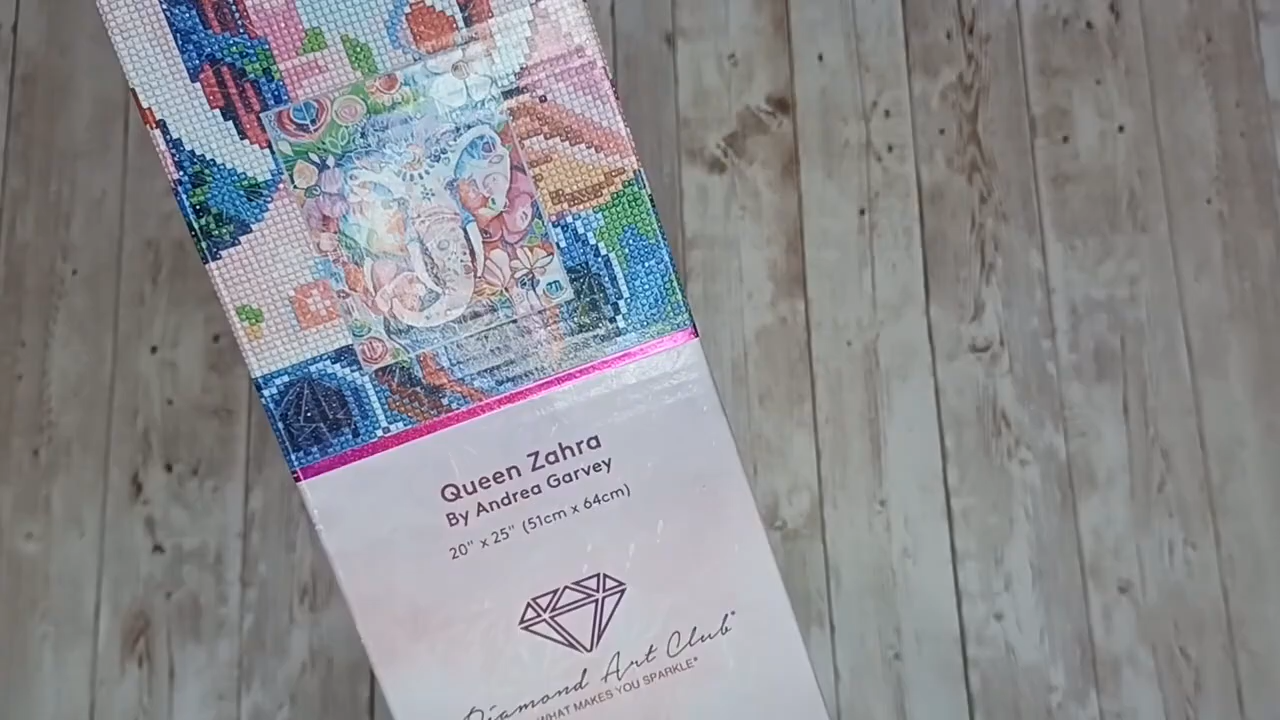 Queen Zahra
By Andrea Garvey
20" x 25" (51cm x 64cm)
Diamond Art Club®
WHAT MAKES YOU SPARKLE®